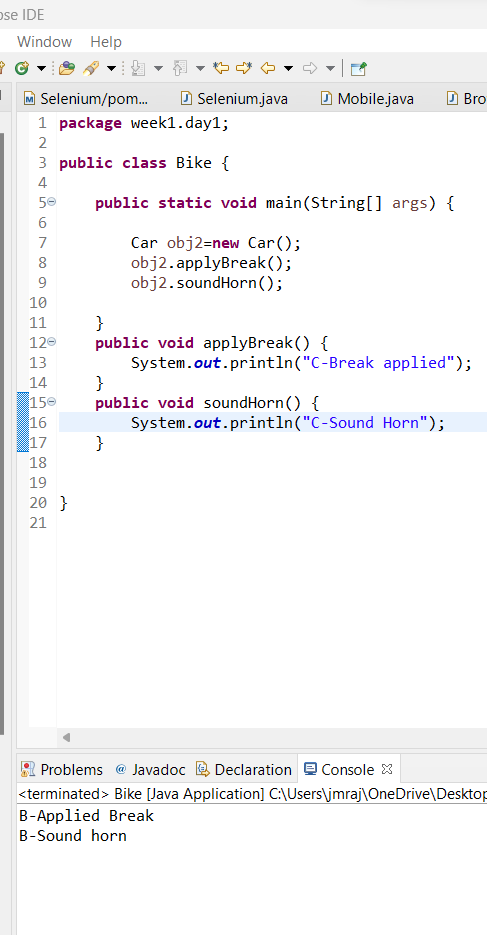 ose IDE
Window Help
Selenium/pom... Selenium.java Mobile.java Bro
1 package week1.day1;
2
3 public class Bike {
4
5 public static void main(String[] args) {
6
7 Car obj2=new Car();
8 obj2.applyBreak();
9 obj2.soundHorn();
10
11 }
12 public void applyBreak() {
13 System.out.println("C-Break applied");
14 }
15 public void soundHorn() {
16 System.out.println("C-Sound Horn");
17 }
18
19
20 }
21
Problems @ Javadoc Declaration Console
<terminated> Bike [Java Application] C:\Users\jmraj\OneDrive\Desktop
B-Applied Break
B-Sound horn